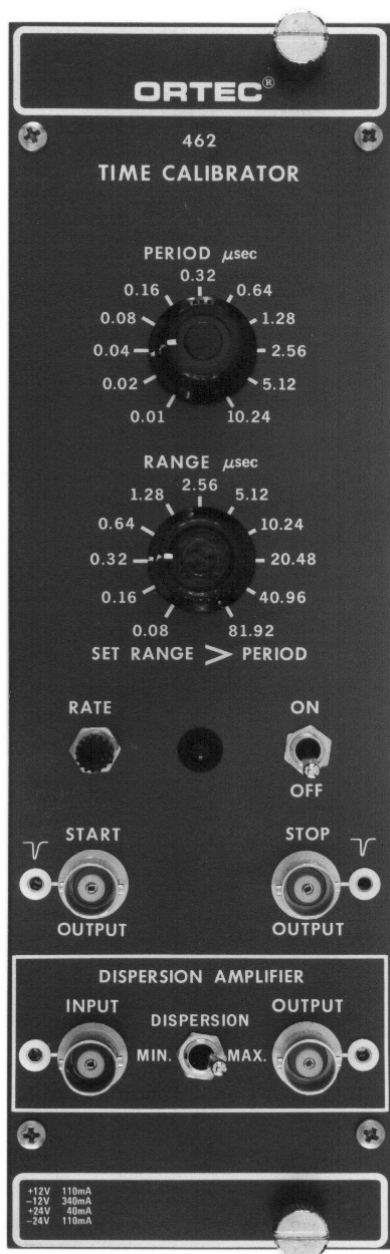 ORTEC®
462
TIME CALIBRATOR
PERIOD μsec
0.32
0.16 0.64
0.08 1.28
0.04 2.56
0.02 5.12
0.01 10.24
RANGE μsec
2.56
1.28 5.12
0.64 10.24
0.32 20.48
0.16 40.96
0.08 81.92
SET RANGE > PERIOD
RATE ON
OFF
START STOP
OUTPUT OUTPUT
DISPERSION AMPLIFIER
INPUT OUTPUT
DISPERSION
MIN. MAX.
+12V 110mA
−12V 340mA
+24V 40mA
−24V 110mA